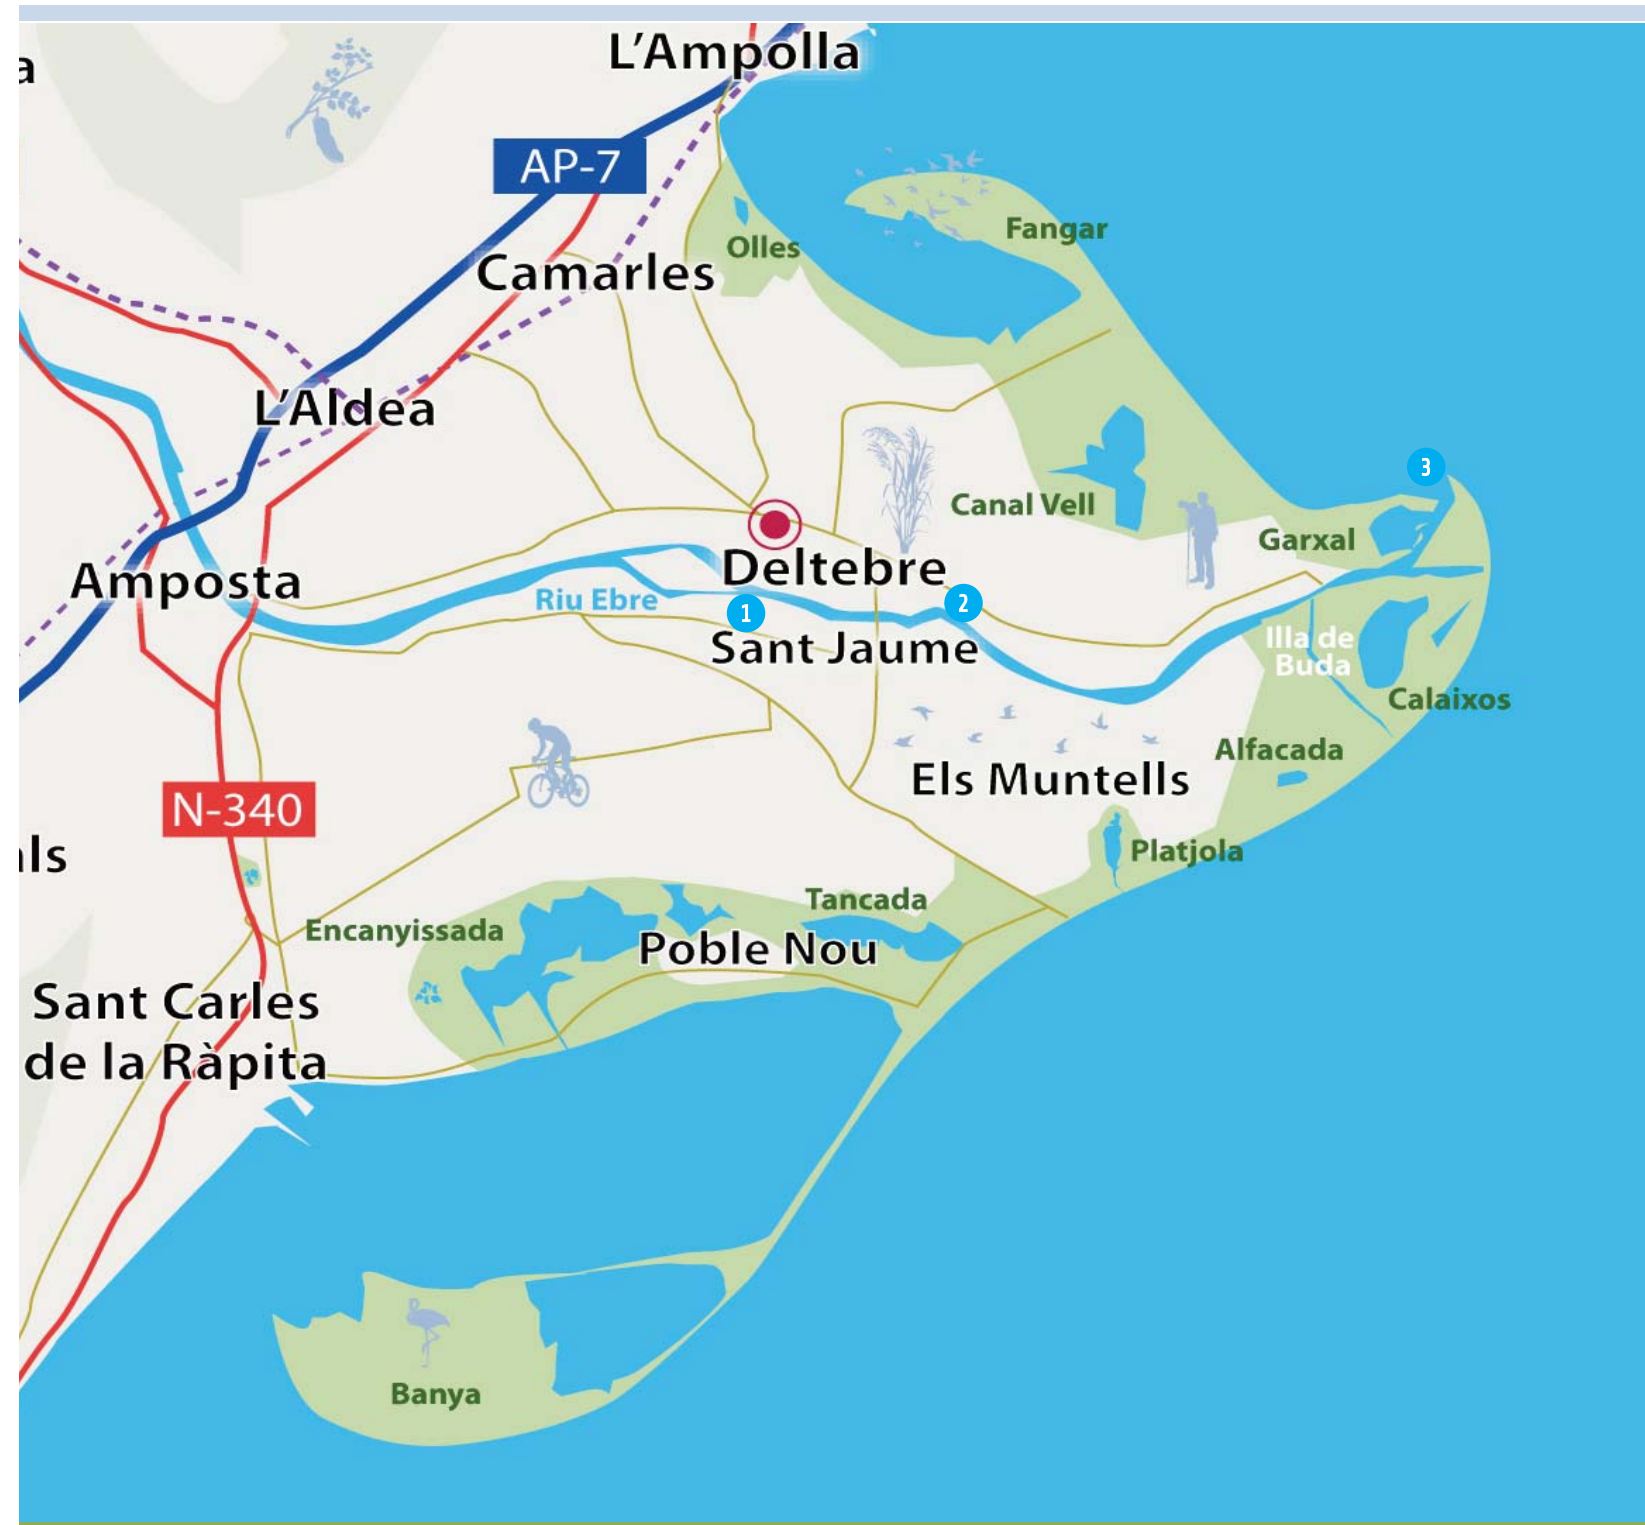 L'Ampolla
a
AP-7
Fangar
Olles
Camarles
L'Aldea
3
Canal Vell
Garxal
Deltebre
Amposta
Riu Ebre
1
2
Sant Jaume
Illa de
Buda
Calaixos
Alfacada
Els Muntells
N-340
Platjola
ls
Tancada
Encanyissada
Poble Nou
Sant Carles
de la Ràpita
Banya